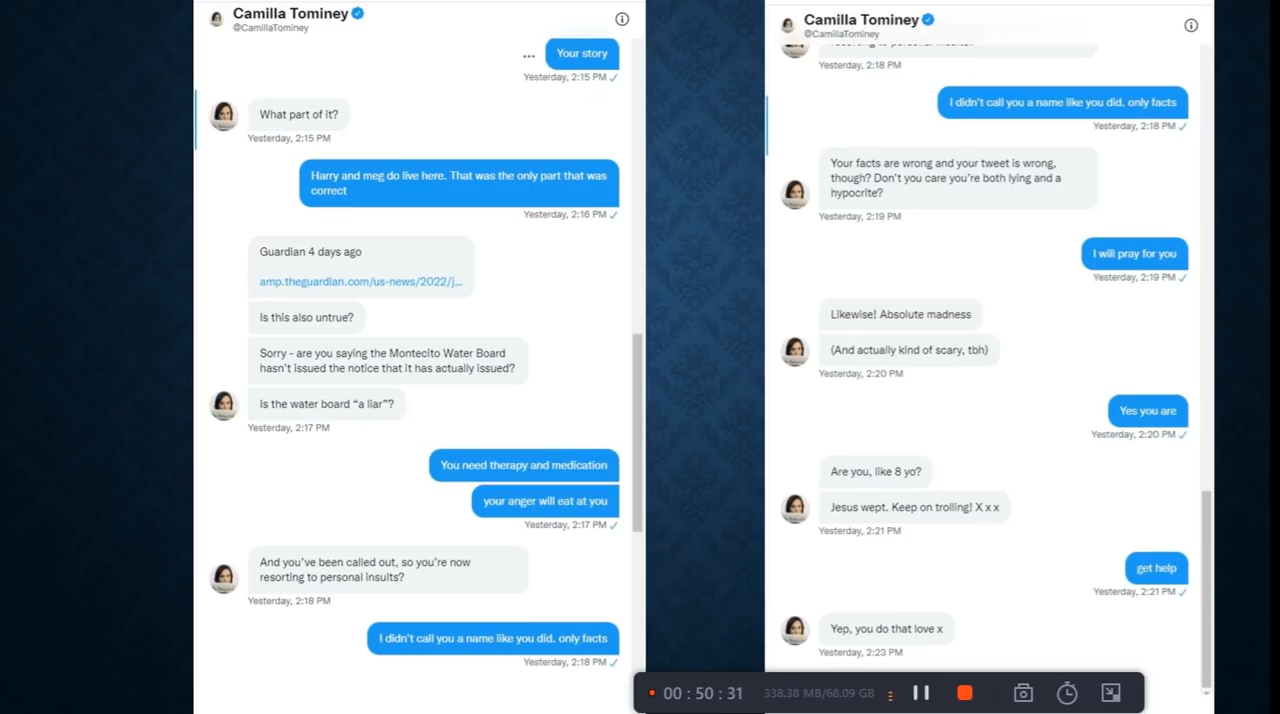 Camilla Tominey
@CamillaTominey
Your story
Yesterday, 2:15 PM
What part of it?
Yesterday, 2:15 PM
Harry and meg do live here. That was the only part that was
correct
Yesterday, 2:16 PM
Guardian 4 days ago
amp.theguardian.com/us-news/2022/j...
Is this also untrue?
Sorry - are you saying the Montecito Water Board
hasn't issued the notice that it has actually issued?
Is the water board “a liar”?
Yesterday, 2:17 PM
You need therapy and medication
your anger will eat at you
Yesterday, 2:17 PM
And you've been called out, so you're now
resorting to personal insults?
Yesterday, 2:18 PM
I didn't call you a name like you did. only facts
Yesterday, 2:18 PM
Camilla Tominey
@CamillaTominey
resorting to personal insults?
Yesterday, 2:18 PM
I didn't call you a name like you did. only facts
Yesterday, 2:18 PM
Your facts are wrong and your tweet is wrong,
though? Don't you care you're both lying and a
hypocrite?
Yesterday, 2:19 PM
I will pray for you
Yesterday, 2:19 PM
Likewise! Absolute madness
(And actually kind of scary, tbh)
Yesterday, 2:20 PM
Yes you are
Yesterday, 2:20 PM
Are you, like 8 yo?
Jesus wept. Keep on trolling! X x x
Yesterday, 2:21 PM
get help
Yesterday, 2:21 PM
Yep, you do that love x
Yesterday, 2:23 PM
00 : 50 : 31 338.38 MB/68.09 GB